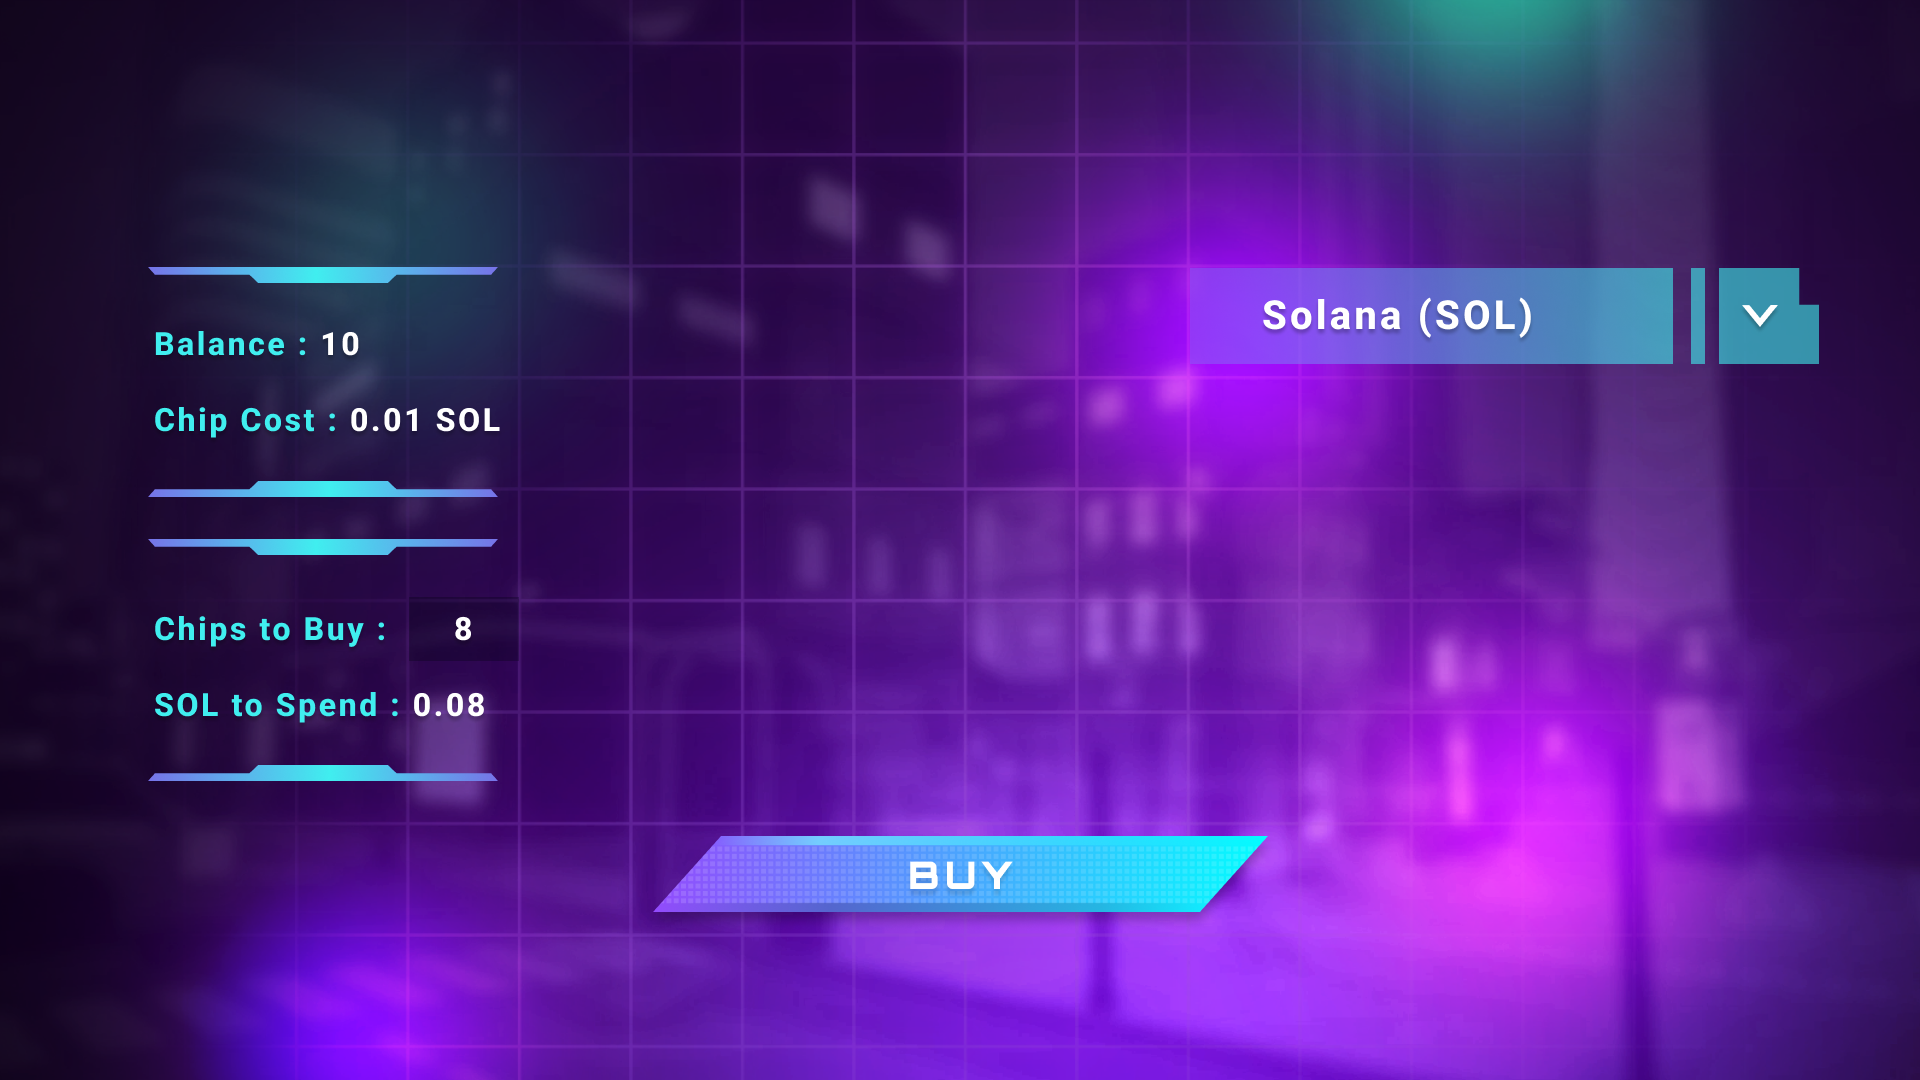 Balance : 10
Solana (SOL)
Chip Cost : 0.01 SOL
Chips to Buy : 8
SOL to Spend : 0.08
BUY